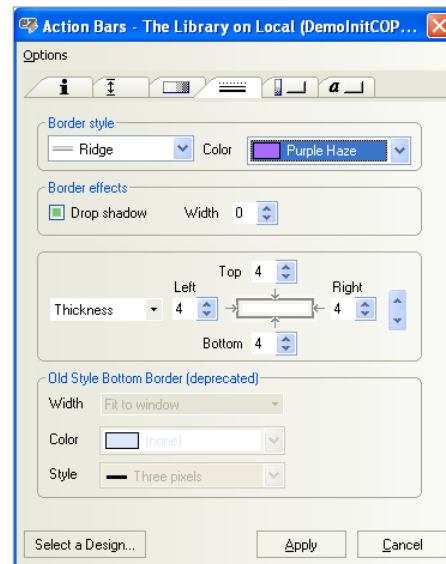 Action Bars - The Library on Local (DemoInitCOP...
Options
i a
Border style
Ridge Color Purple Haze
Border effects
Drop shadow Width 0
Top 4
Left Right
Thickness 4 4
Bottom 4
Old Style Bottom Border (deprecated)
Width Fit to window
Color (none)
Style Three pixels
Select a Design... Apply Cancel